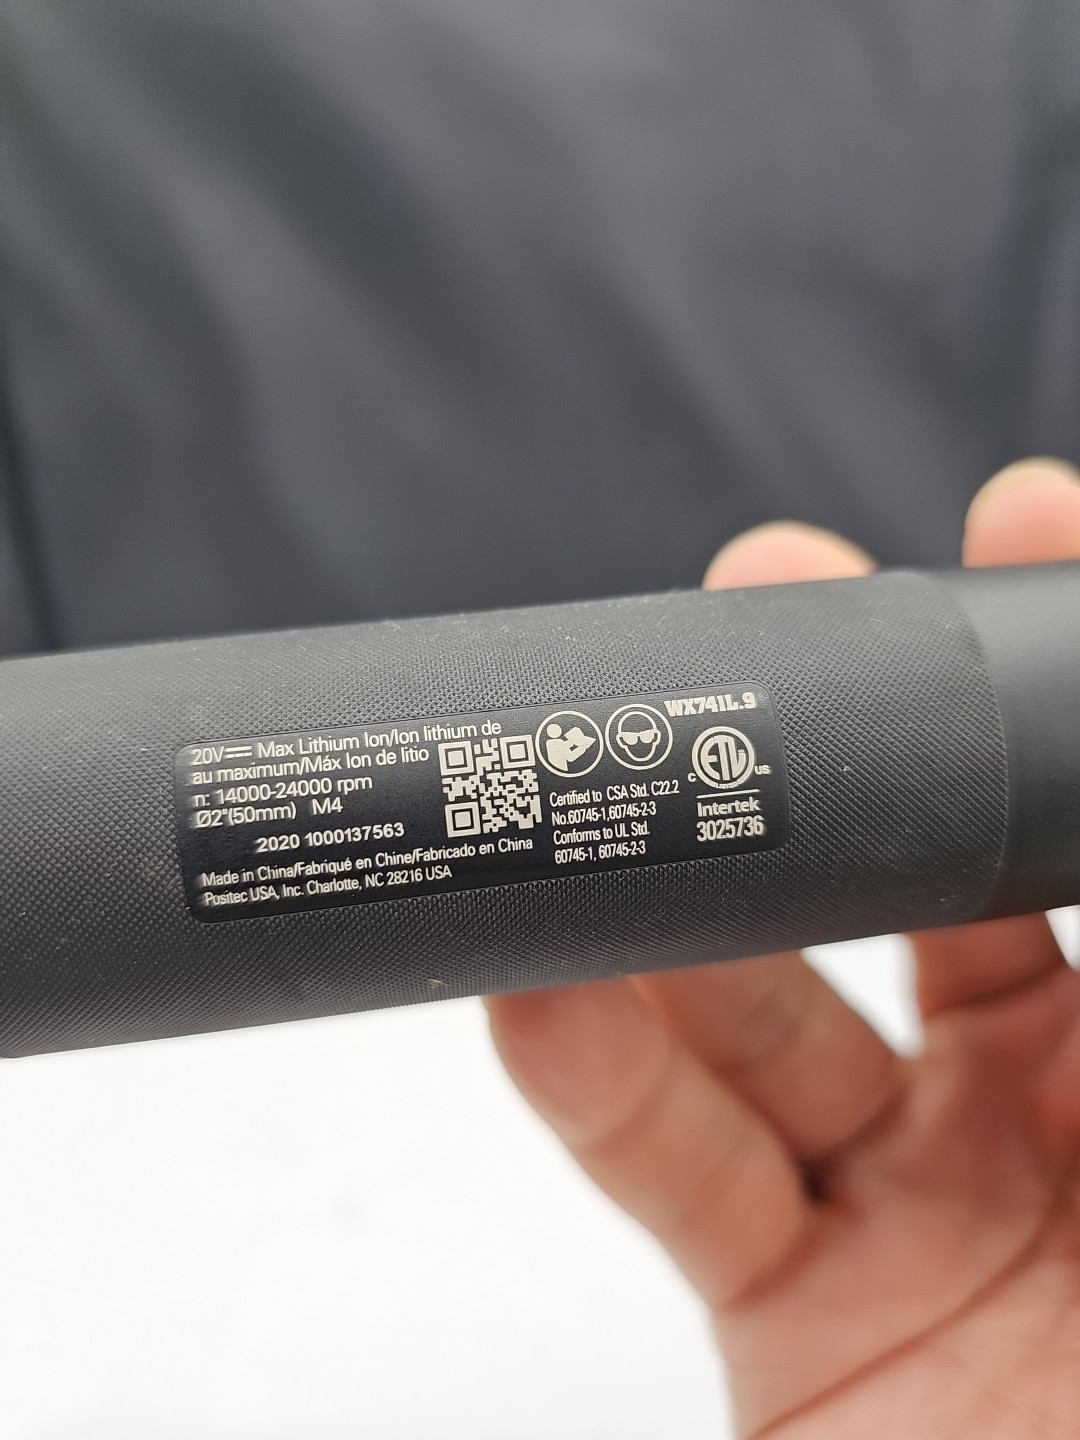 20V Max Lithium Ion/Ion lithium de
au maximum/Máx Ion de litio
n: 14000-24000 rpm
Ø2"(50mm) M4
2020 1000137563
Made in China/Fabriqué en Chine/Fabricado en China
Positec USA, Inc. Charlotte, NC 28216 USA
Certified to CSA Std. C22.2
No.60745-1,60745-2-3
Conforms to UL Std.
60745-1, 60745-2-3
WX741L.9
ETL
LISTED
C US
Intertek
3025736